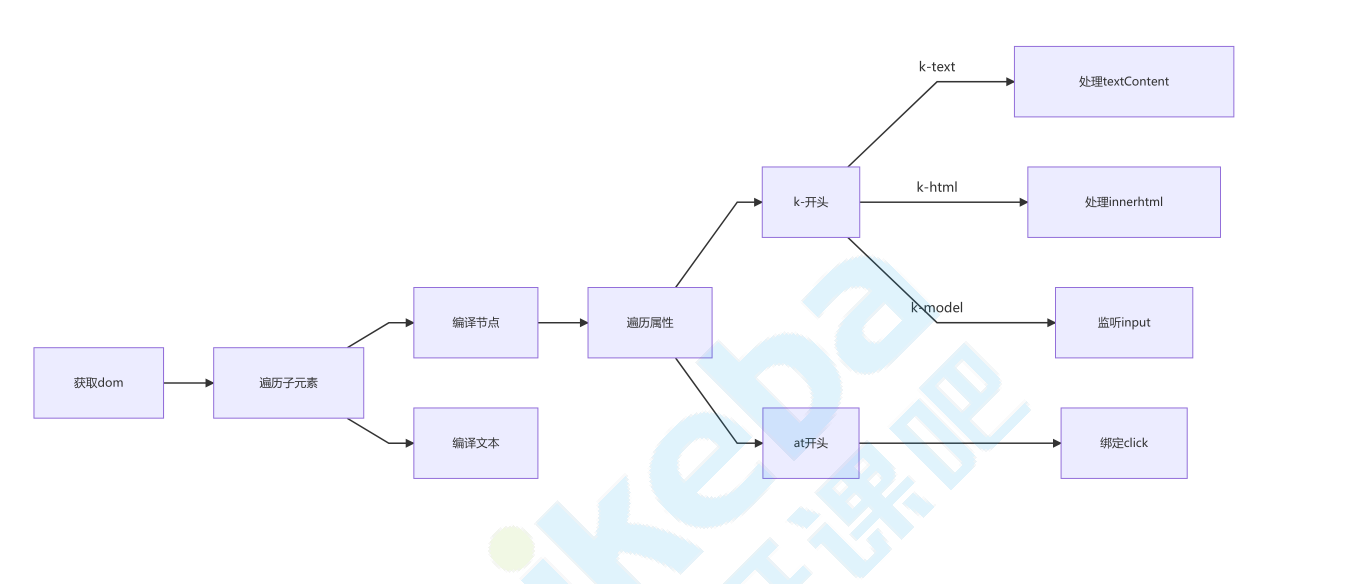 k-text
处理textContent
k-html
k-开头
处理innerhtml
k-model
编译节点
遍历属性
监听input
获取dom
遍历子元素
编译文本
at开头
绑定click
ikeba
开课吧